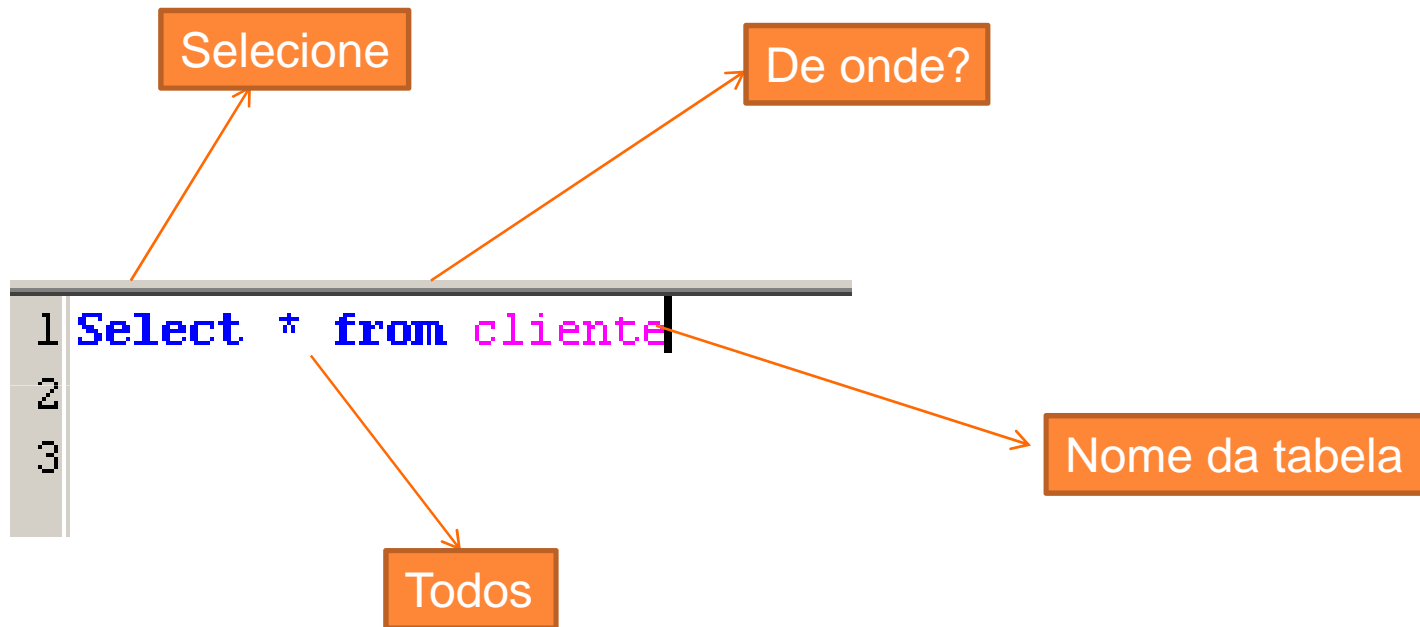 Selecione
De onde?
1 Select * from cliente
2
3
Nome da tabela
Todos